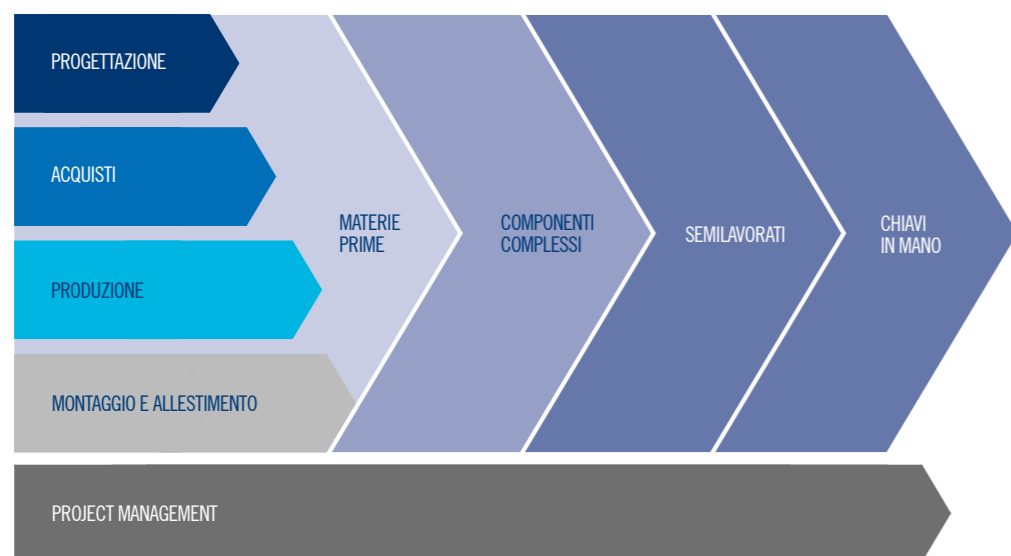 PROGETTAZIONE
ACQUISTI
PRODUZIONE
MONTAGGIO E ALLESTIMENTO
MATERIE
PRIME
COMPONENTI
COMPLESSI
SEMILAVORATI
CHIAVI
IN MANO
PROJECT MANAGEMENT